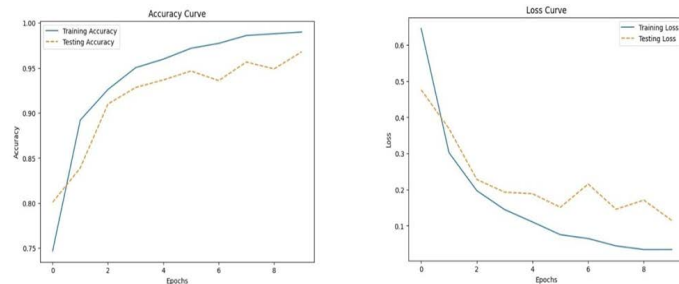 Accuracy Curve
Training Accuracy
Testing Accuracy
1.00
0.95
0.90
0.85
0.80
0.75
Accuracy
0 2 4 6 8
Epochs
Loss Curve
Training Loss
Testing Loss
0.6
0.5
0.4
0.3
0.2
0.1
Loss
0 2 4 6 8
Epochs